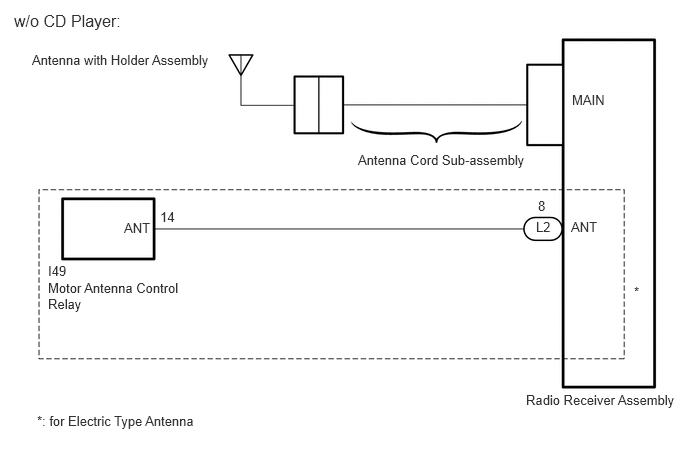 w/o CD Player:
Antenna with Holder Assembly
MAIN
Antenna Cord Sub-assembly
ANT
14
8
L2
ANT
I49
Motor Antenna Control
Relay
*
Radio Receiver Assembly
*: for Electric Type Antenna